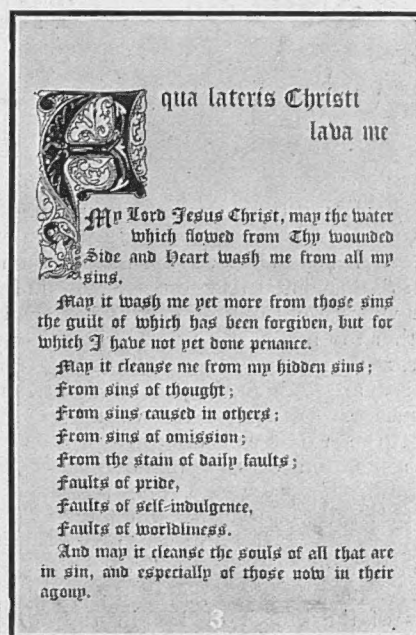 Aqua lateris Christi
lava me
My Lord Jesus Christ, may the water
which flowed from Thy wounded
Side and Heart wash me from all my
sins.
May it wash me yet more from those sins
the guilt of which has been forgiven, but for
which I have not yet done penance.
May it cleanse me from my hidden sins;
From sins of thought;
From sins caused in others;
From sins of omission;
From the stain of daily faults;
Faults of pride,
Faults of self-indulgence,
Faults of worldliness.
And may it cleanse the souls of all that are
in sin, and especially of those now in their
agony.
3